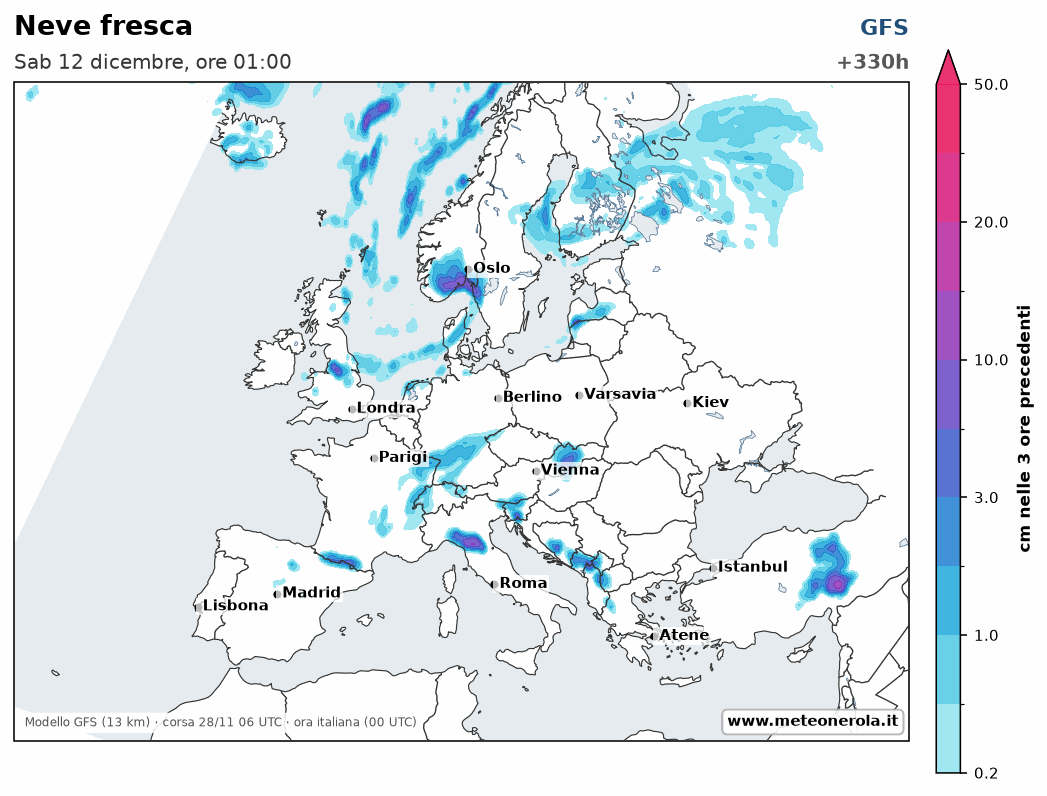 Neve fresca
GFS
Sab 12 dicembre, ore 01:00
+330h
50.0
20.0
10.0
3.0
1.0
0.2
cm nelle 3 ore precedenti
Oslo
Berlino
Varsavia
Kiev
Londra
Parigi
Vienna
Istanbul
Roma
Madrid
Lisbona
Atene
Modello GFS (13 km) · corsa 28/11 06 UTC · ora italiana (00 UTC)
www.meteonerola.it